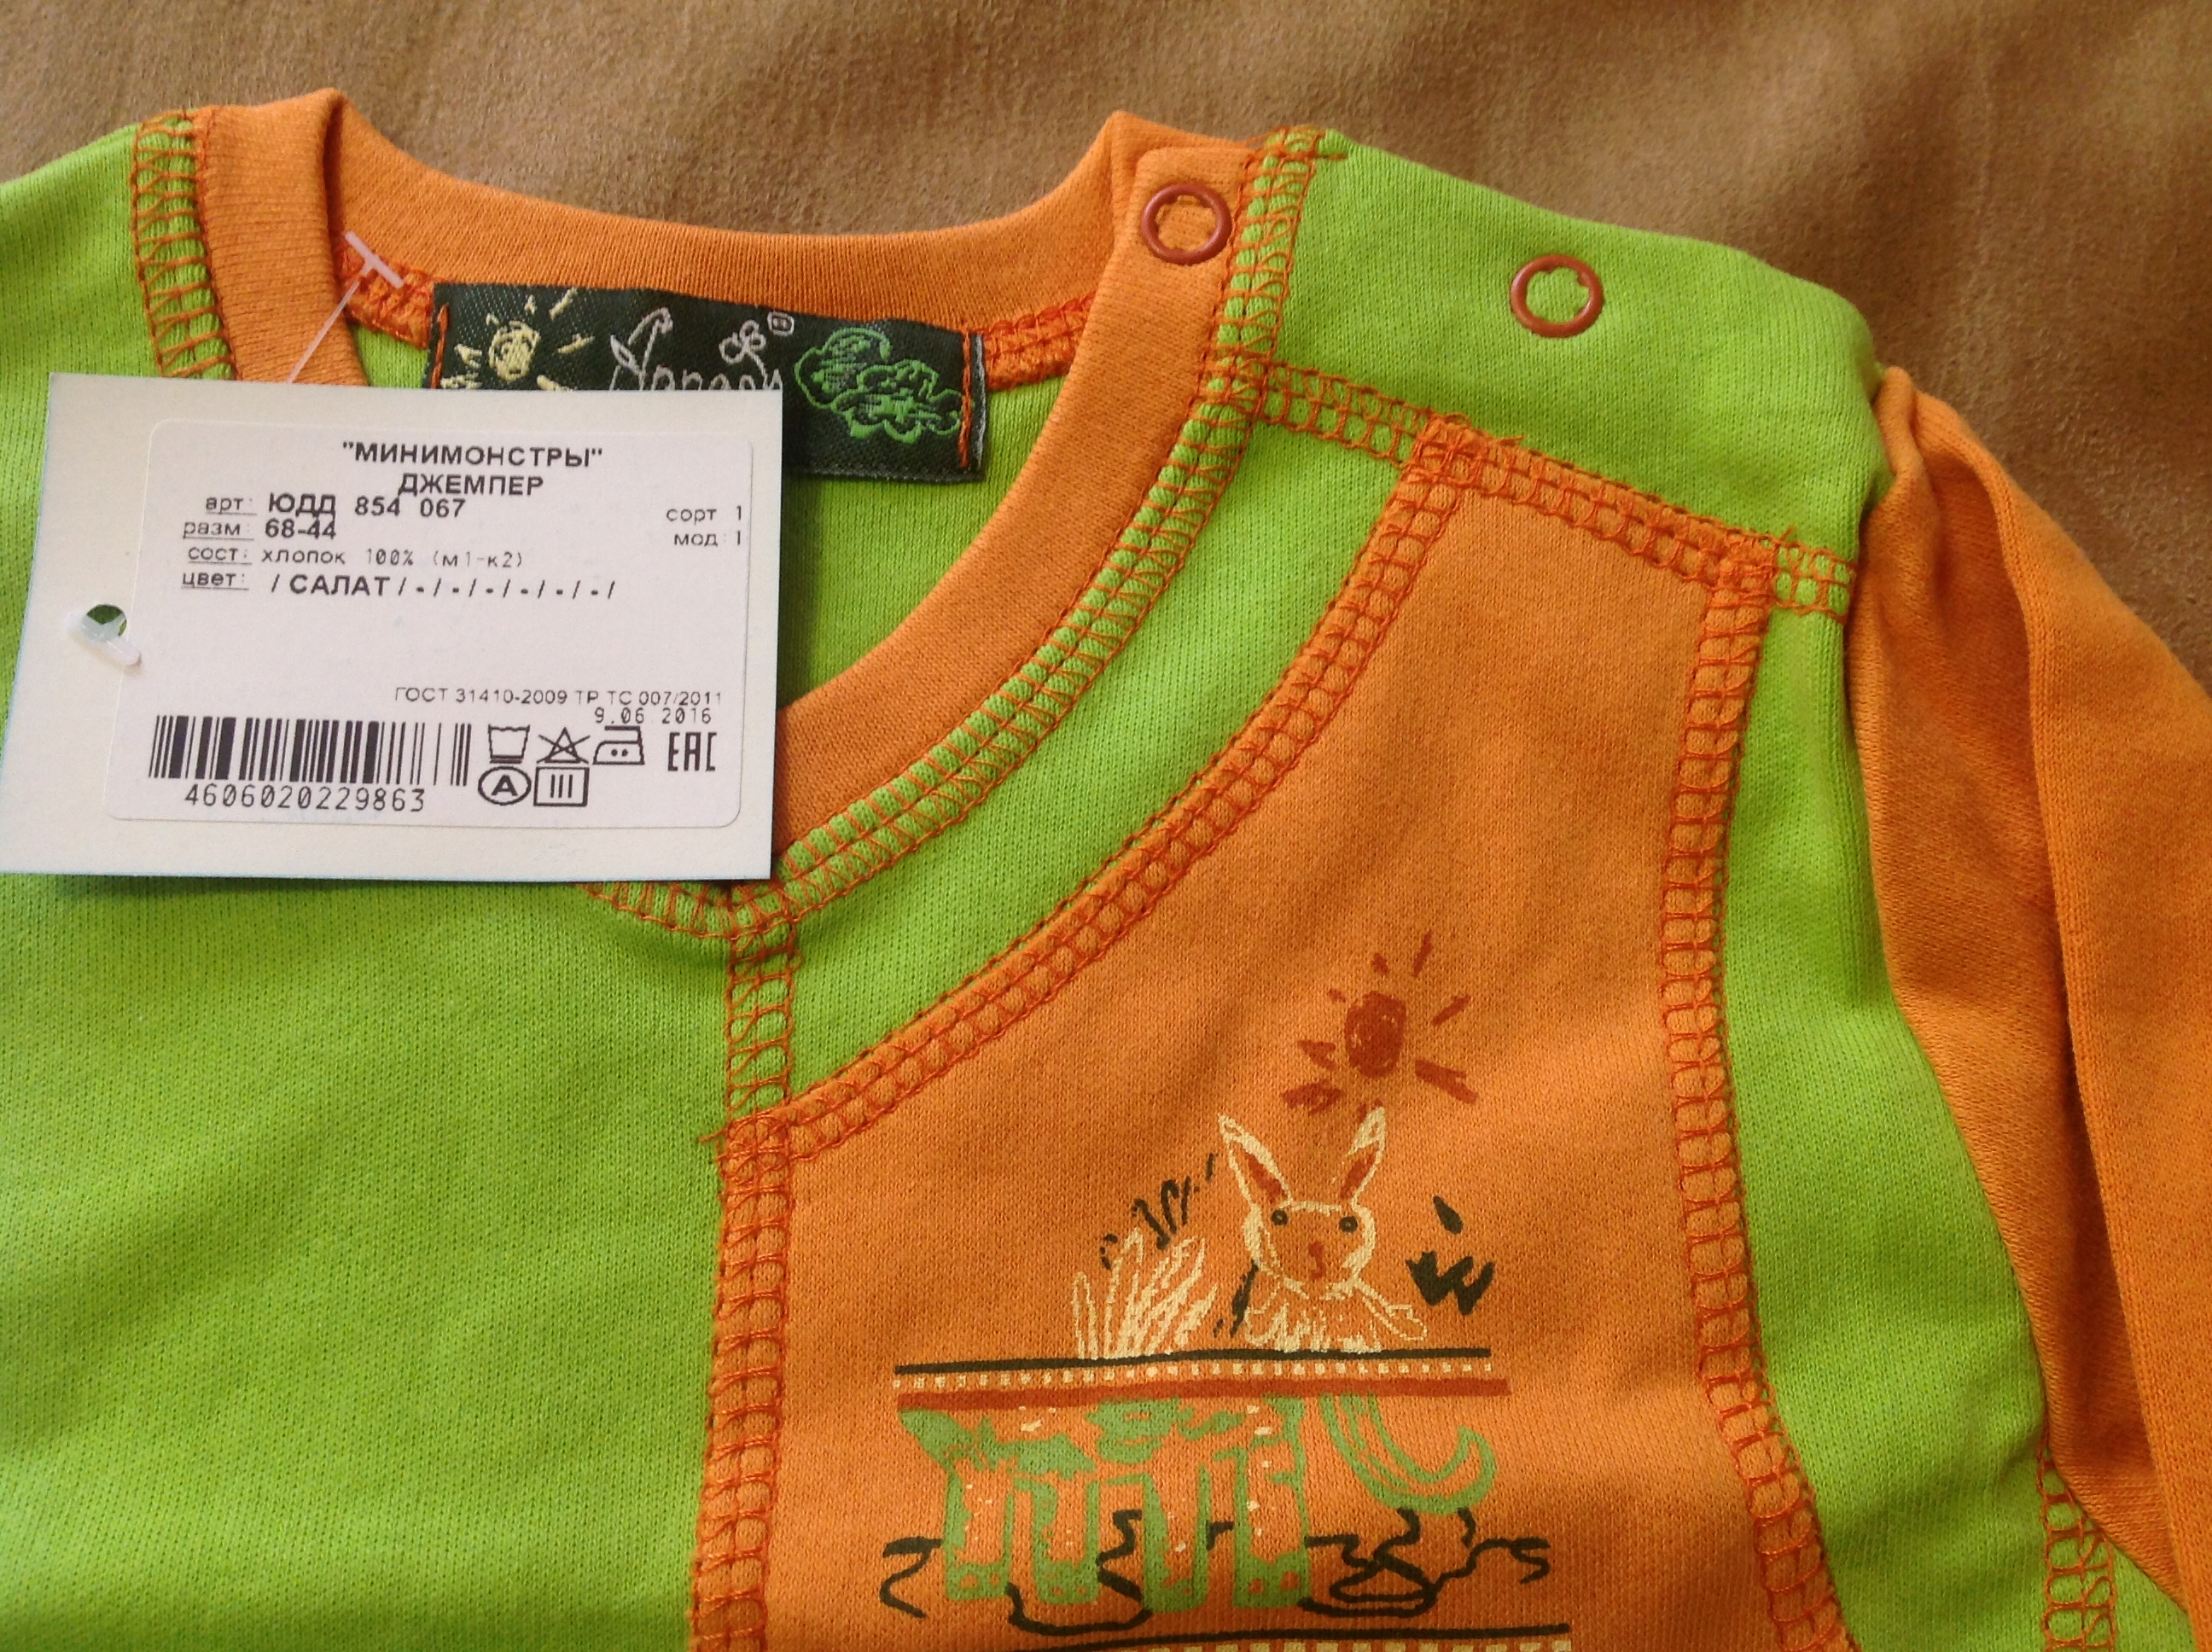 "МИНИМОНСТРЫ"
ДЖЕМПЕР
арт: ЮДД 854 067
сорт 1
разм: 68-44
мод: 1
сост: хлопок 100% (м1-к2)
цвет: / САЛАТ / - / - / - / - / - / - /
ГОСТ 31410-2009 ТР ТС 007/2011
9.06 2016
EAC
A
4606020229863